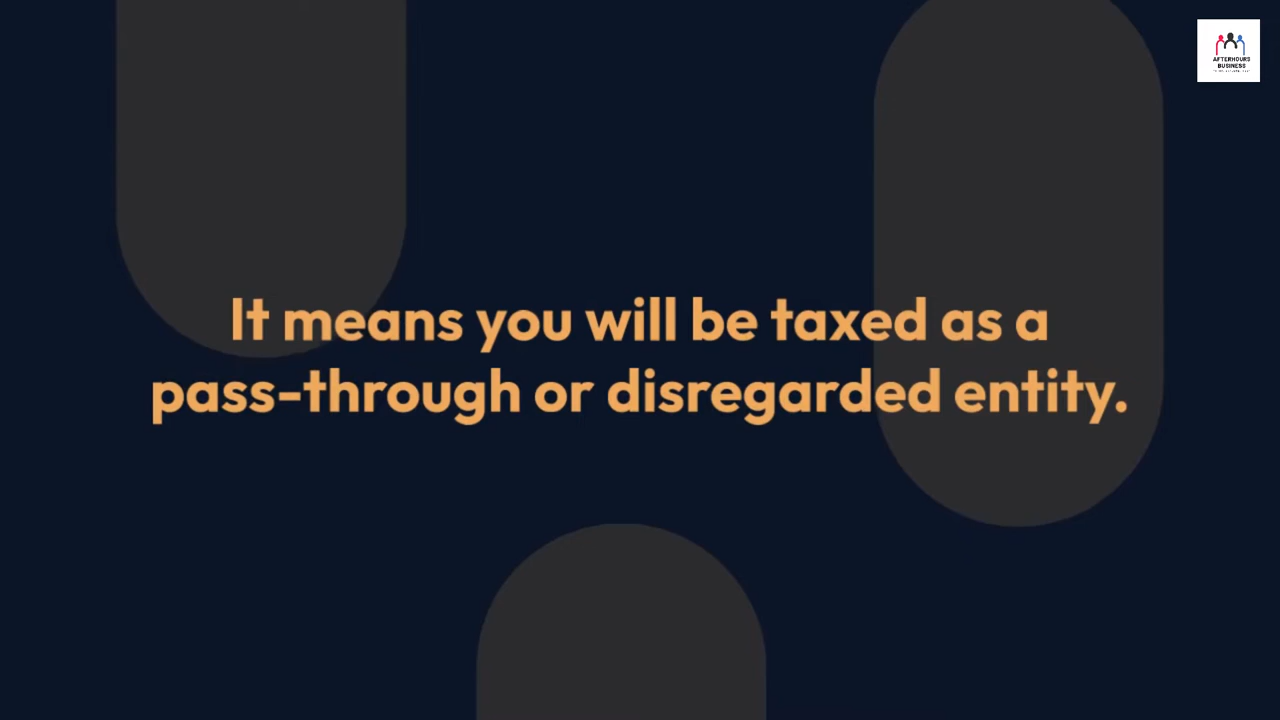 AFTERHOURS
BUSINESS
It means you will be taxed as a
pass-through or disregarded entity.